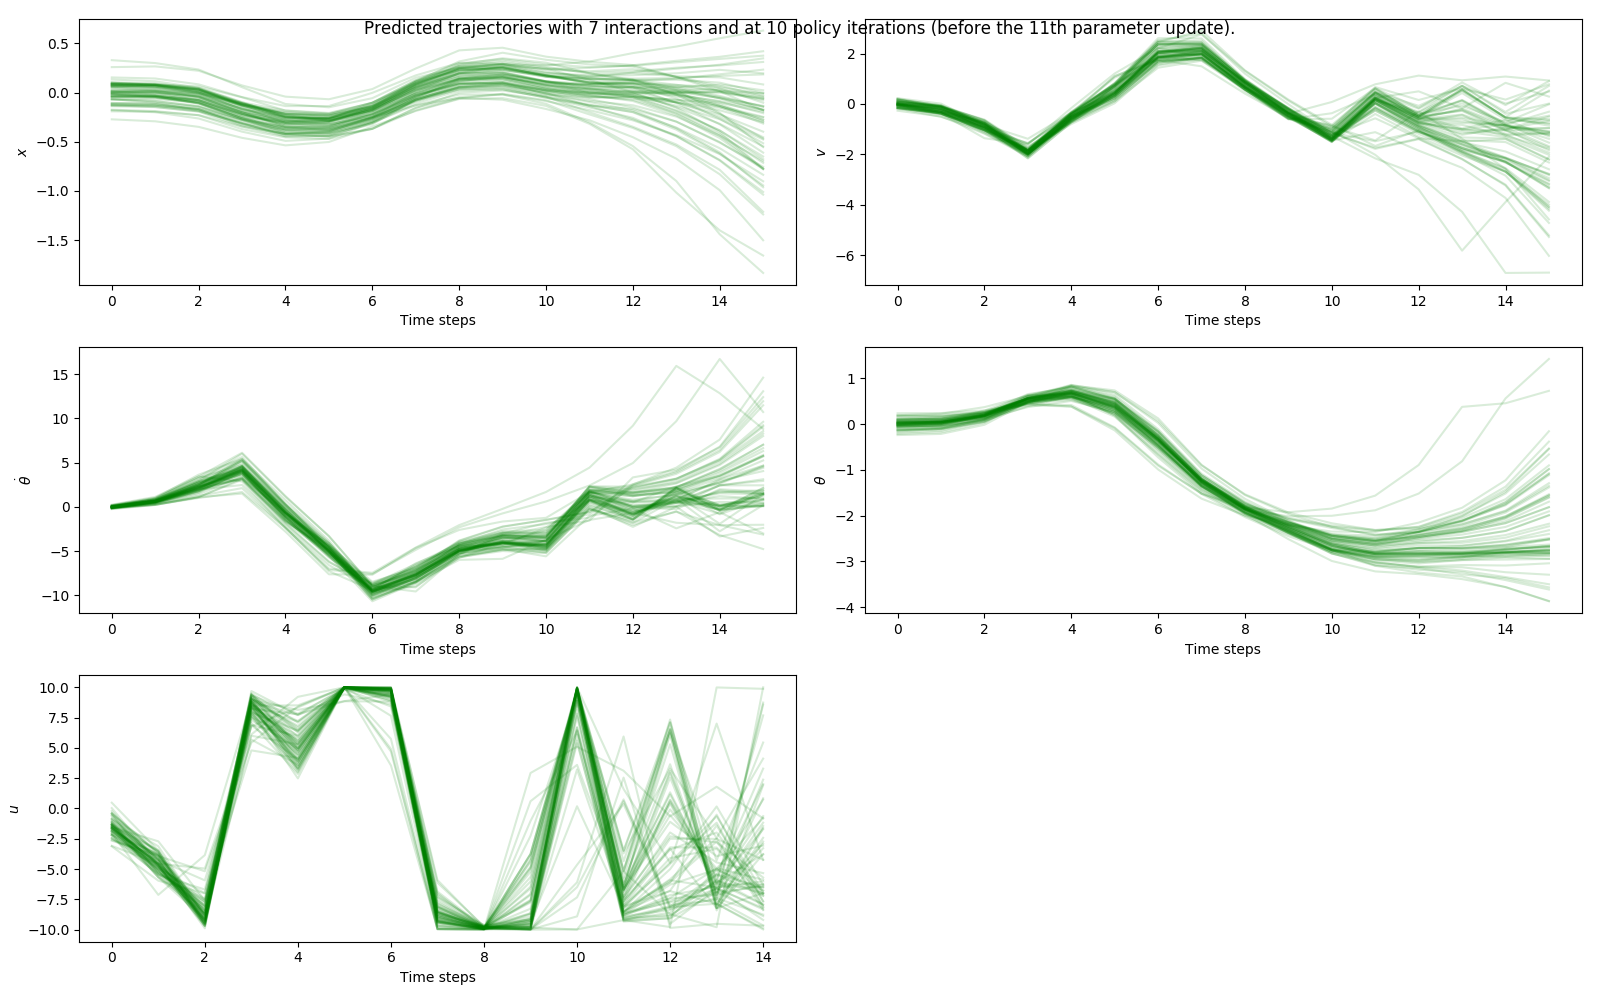 Predicted trajectories with 7 interactions and at 10 policy iterations (before the 11th parameter update).
0.5
0.0
−0.5
−1.0
−1.5
x
0 2 4 6 8 10 12 14
Time steps
2
0
−2
−4
−6
v
0 2 4 6 8 10 12 14
Time steps
15
10
5
0
−5
−10
θ̇
0 2 4 6 8 10 12 14
Time steps
1
0
−1
−2
−3
−4
θ
0 2 4 6 8 10 12 14
Time steps
10.0
7.5
5.0
2.5
0.0
−2.5
−5.0
−7.5
−10.0
u
0 2 4 6 8 10 12 14
Time steps